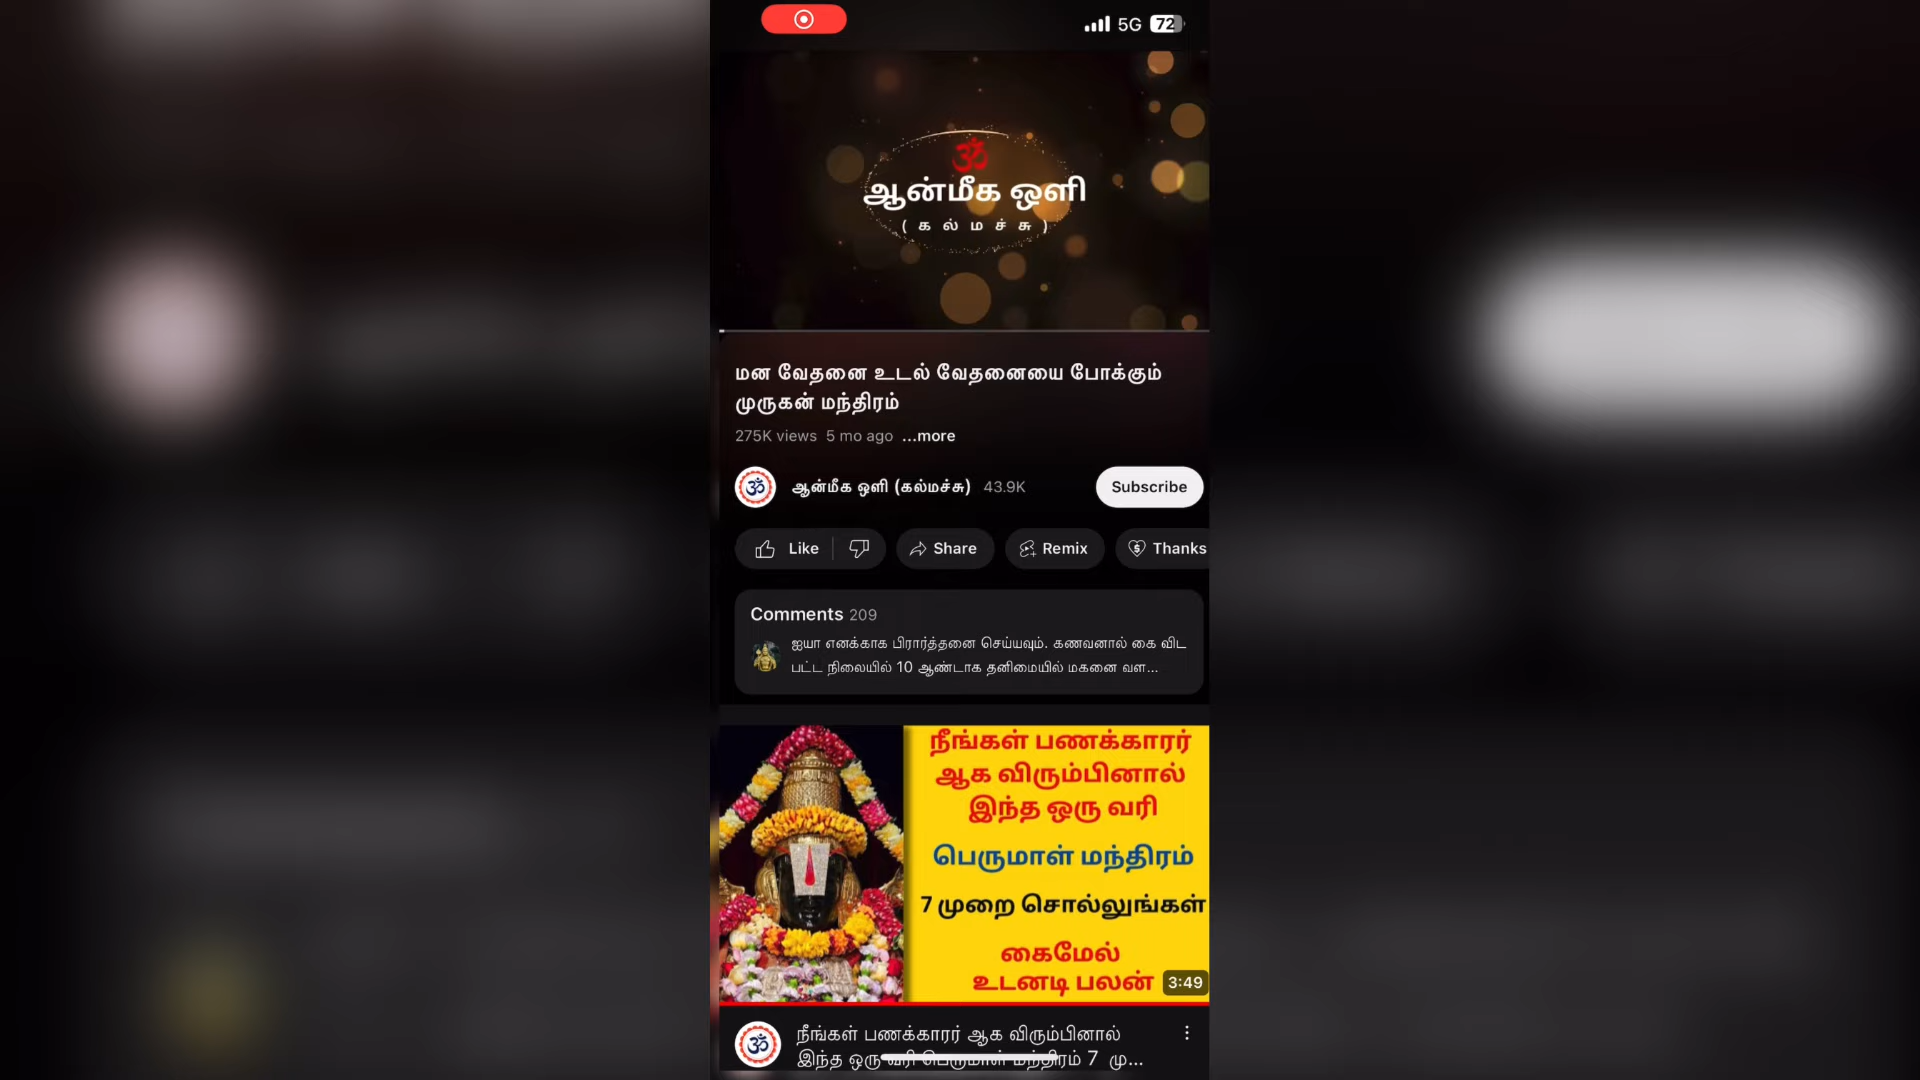 5G 72
ॐ
ஆன்மீக ஒளி
( க ல் ம ச் சு )
மன வேதனை உடல் வேதனையை போக்கும்
முருகன் மந்திரம்
275K views 5 mo ago ...more
ॐ ஆன்மீக ஒளி (கல்மச்சு) 43.9K Subscribe
Like Share Remix Thanks
Comments 209
ஐயா எனக்காக பிரார்த்தனை செய்யவும். கணவனால் கை விட
பட்ட நிலையில் 10 ஆண்டாக தனிமையில் மகனை வள...
நீங்கள் பணக்காரர்
ஆக விரும்பினால்
இந்த ஒரு வரி
பெருமாள் மந்திரம்
7 முறை சொல்லுங்கள்
கைமேல்
உடனடி பலன்
3:49
ॐ நீங்கள் பணக்காரர் ஆக விரும்பினால்
இந்த ஒரு வரி பெருமாள் மந்திரம் 7 மு...